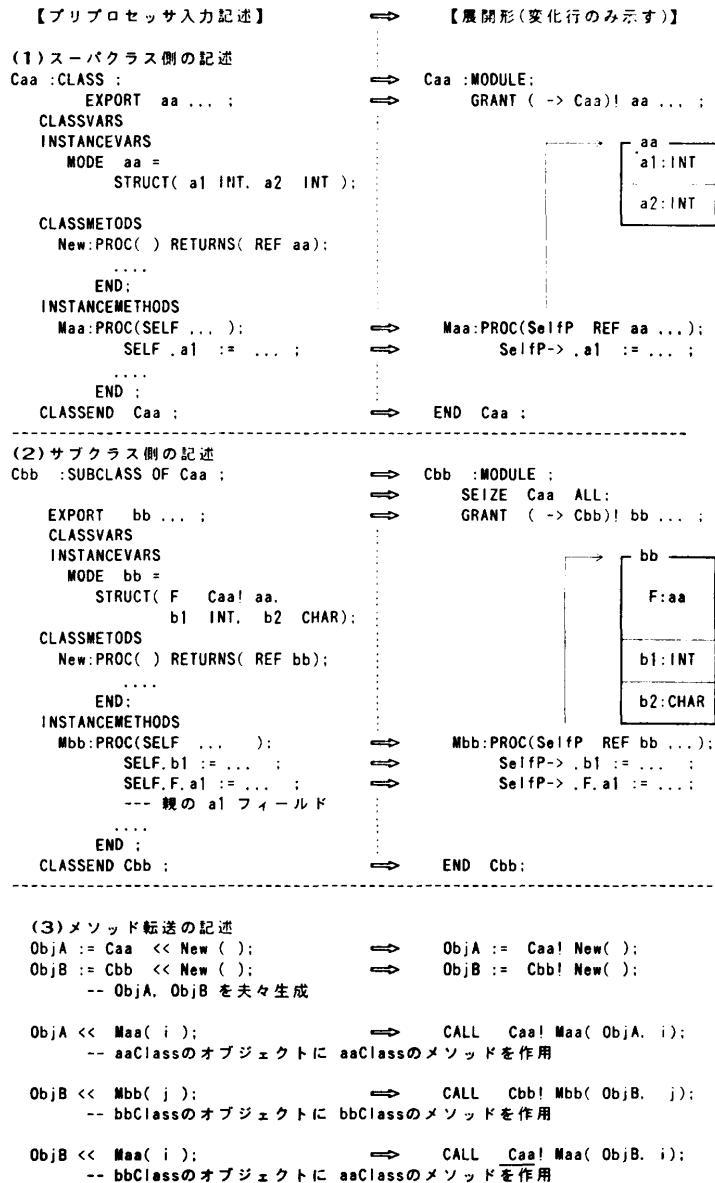 【プリプロセッサ入力記述】 ⇒ 【展開形(変化行のみ示す)】
(1)スーパクラス側の記述
Caa :CLASS ; ⇒ Caa :MODULE;
EXPORT aa ... ; ⇒ GRANT ( -> Caa)! aa ... ;
CLASSVARS
INSTANCEVARS
MODE aa =
STRUCT( a1 INT, a2 INT );
aa
a1:INT
a2:INT
CLASSMETODS
New:PROC( ) RETURNS( REF aa);
....
END;
INSTANCEMETHODS
Maa:PROC(SELF ... ); ⇒ Maa:PROC(SelfP REF aa ...);
SELF .a1 := ... ; ⇒ SelfP-> .a1 := ... ;
....
END ;
CLASSEND Caa ; ⇒ END Caa ;
(2)サブクラス側の記述
Cbb :SUBCLASS OF Caa ; ⇒ Cbb :MODULE ;
⇒ SEIZE Caa ALL;
EXPORT bb ... ; ⇒ GRANT ( -> Cbb)! bb ... ;
CLASSVARS
INSTANCEVARS
MODE bb =
STRUCT( F Caa! aa,
b1 INT, b2 CHAR);
bb
F:aa
b1:INT
b2:CHAR
CLASSMETODS
New:PROC( ) RETURNS( REF bb);
....
END;
INSTANCEMETHODS
Mbb:PROC(SELF ... ); ⇒ Mbb:PROC(SelfP REF bb ...);
SELF.b1 := ... ; ⇒ SelfP-> .b1 := ... ;
SELF.F.a1 := ... ; ⇒ SelfP-> .F.a1 := ... ;
--- 親の a1 フィールド
....
END ;
CLASSEND Cbb ; ⇒ END Cbb;
(3)メソッド転送の記述
ObjA := Caa << New ( ); ⇒ ObjA := Caa! New( );
ObjB := Cbb << New ( ); ⇒ ObjB := Cbb! New( );
-- ObjA, ObjB を夫々生成
ObjA << Maa( i ); ⇒ CALL Caa! Maa( ObjA, i);
-- aaClassのオブジェクトに aaClassのメソッドを作用
ObjB << Mbb( j ); ⇒ CALL Cbb! Mbb( ObjB, j);
-- bbClassのオブジェクトに bbClassのメソッドを作用
ObjB << Maa( i ); ⇒ CALL Caa! Maa( ObjB, i);
-- bbClassのオブジェクトに aaClassのメソッドを作用